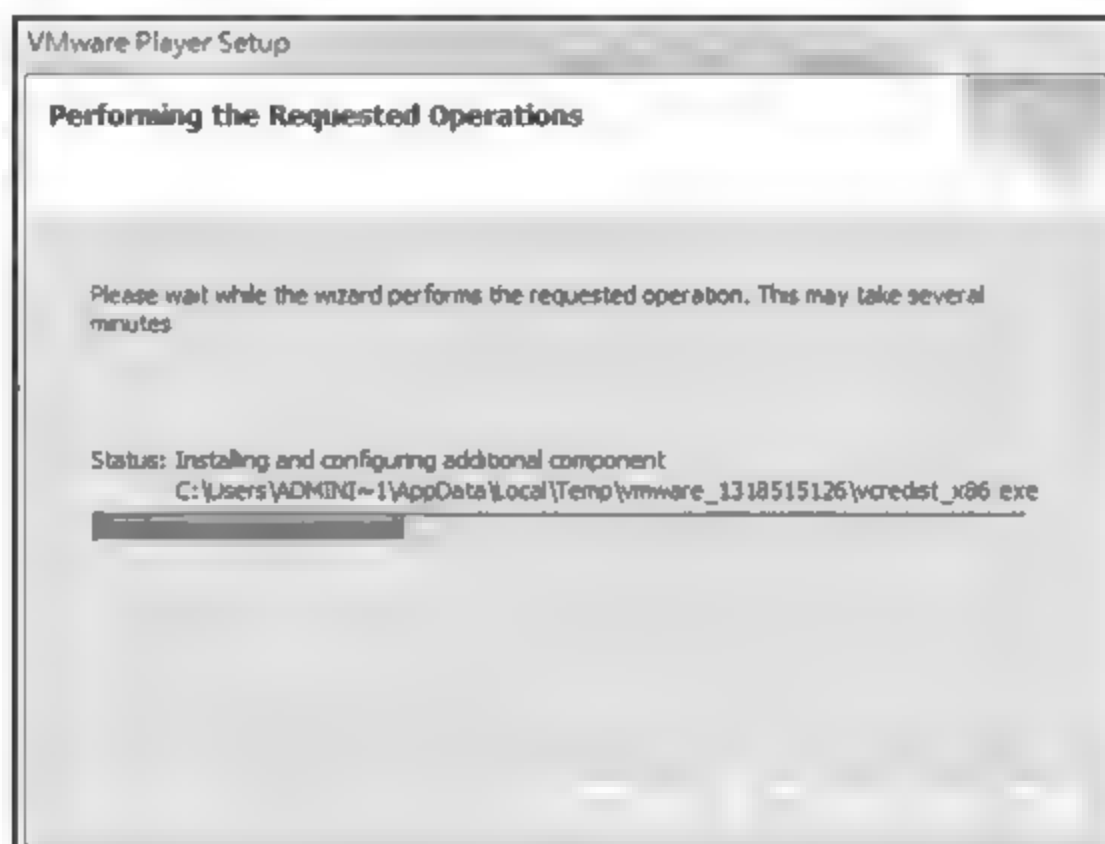 VMware Player Setup
Performing the Requested Operations
Please wait while the wizard performs the requested operation. This may take several
minutes
Status: Installing and configuring additional component
C:\Users\ADMINI~1\AppData\Local\Temp\vmware_1318515126\vcredist_x86 exe